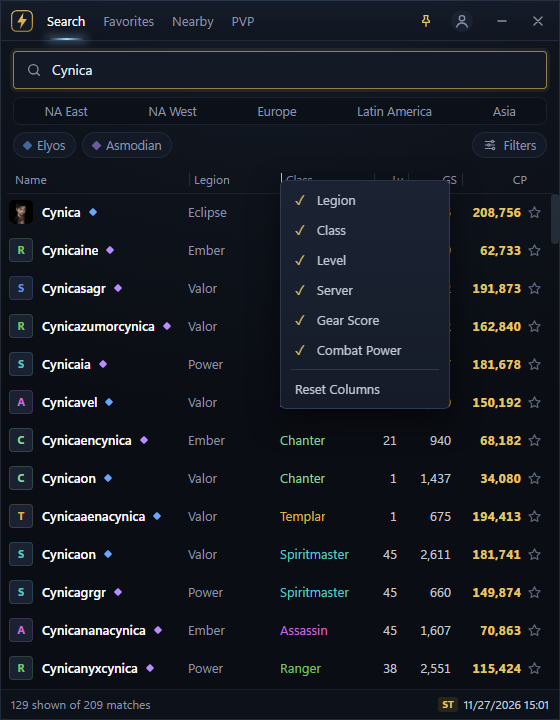 Search Favorites Nearby PVP
Cynica
NA East NA West Europe Latin America Asia
Elyos Asmodian Filters
Name Legion Class Lv GS CP
Cynica Eclipse 208,756
R Cynicaine Ember 62,733
S Cynicasagr Valor 191,873
R Cynicazumorcynica Valor 162,840
S Cynicaia Power 181,678
A Cynicavel Valor 150,192
Legion
Class
Level
Server
Gear Score
Combat Power
Reset Columns
C Cynicaencynica Ember Chanter 21 940 68,182
C Cynicaon Valor Chanter 1 1,437 34,080
T Cynicaaenacynica Valor Templar 1 675 194,413
S Cynicaon Valor Spiritmaster 45 2,611 181,741
S Cynicagrgr Power Spiritmaster 45 660 149,874
A Cynicananacynica Ember Assassin 45 1,607 70,863
R Cynicanyxcynica Power Ranger 38 2,551 115,424
129 shown of 209 matches ST 11/27/2026 15:01